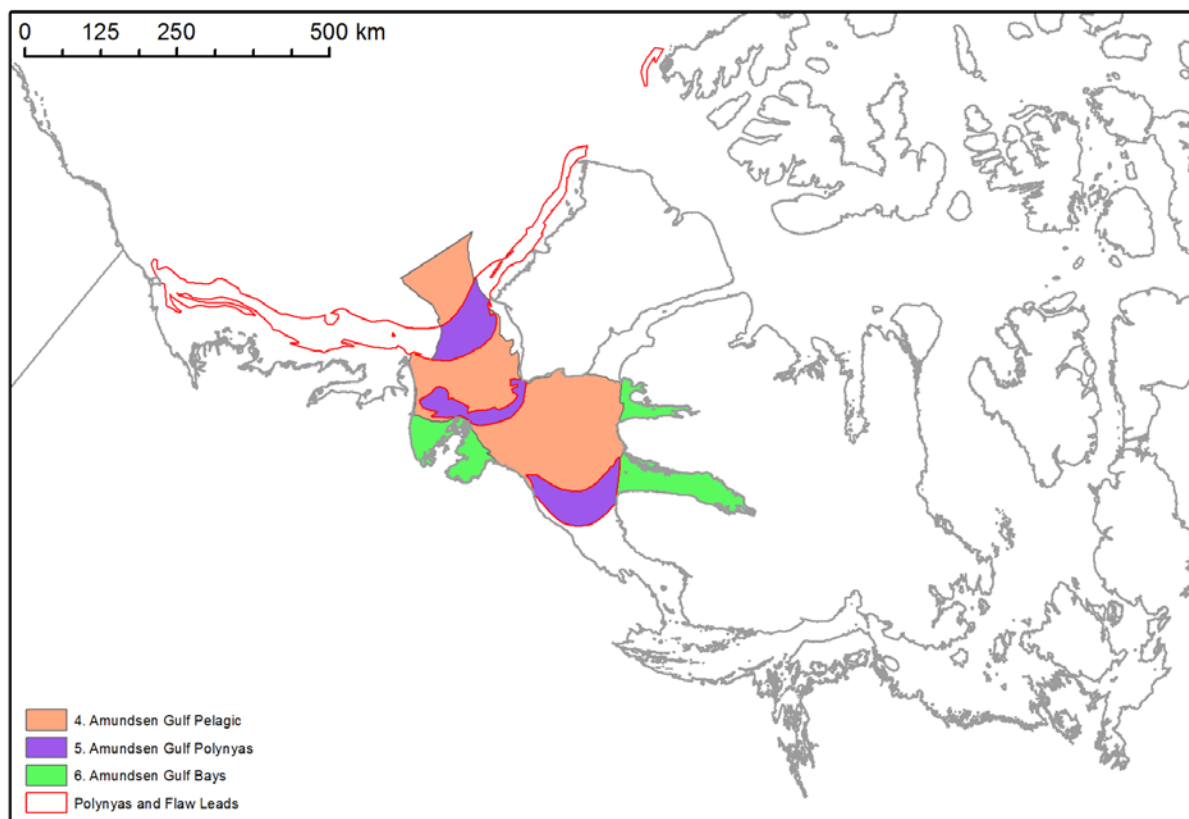 0 125 250 500 km
4. Amundsen Gulf Pelagic
5. Amundsen Gulf Polynyas
6. Amundsen Gulf Bays
Polynyas and Flaw Leads